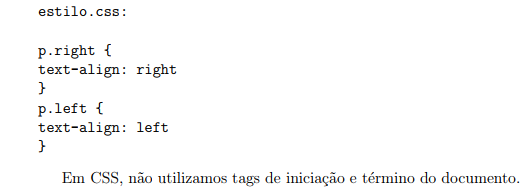 estilo.css:
p.right {
text-align: right
}
p.left {
text-align: left
}
Em CSS, não utilizamos tags de iniciação e término do documento.